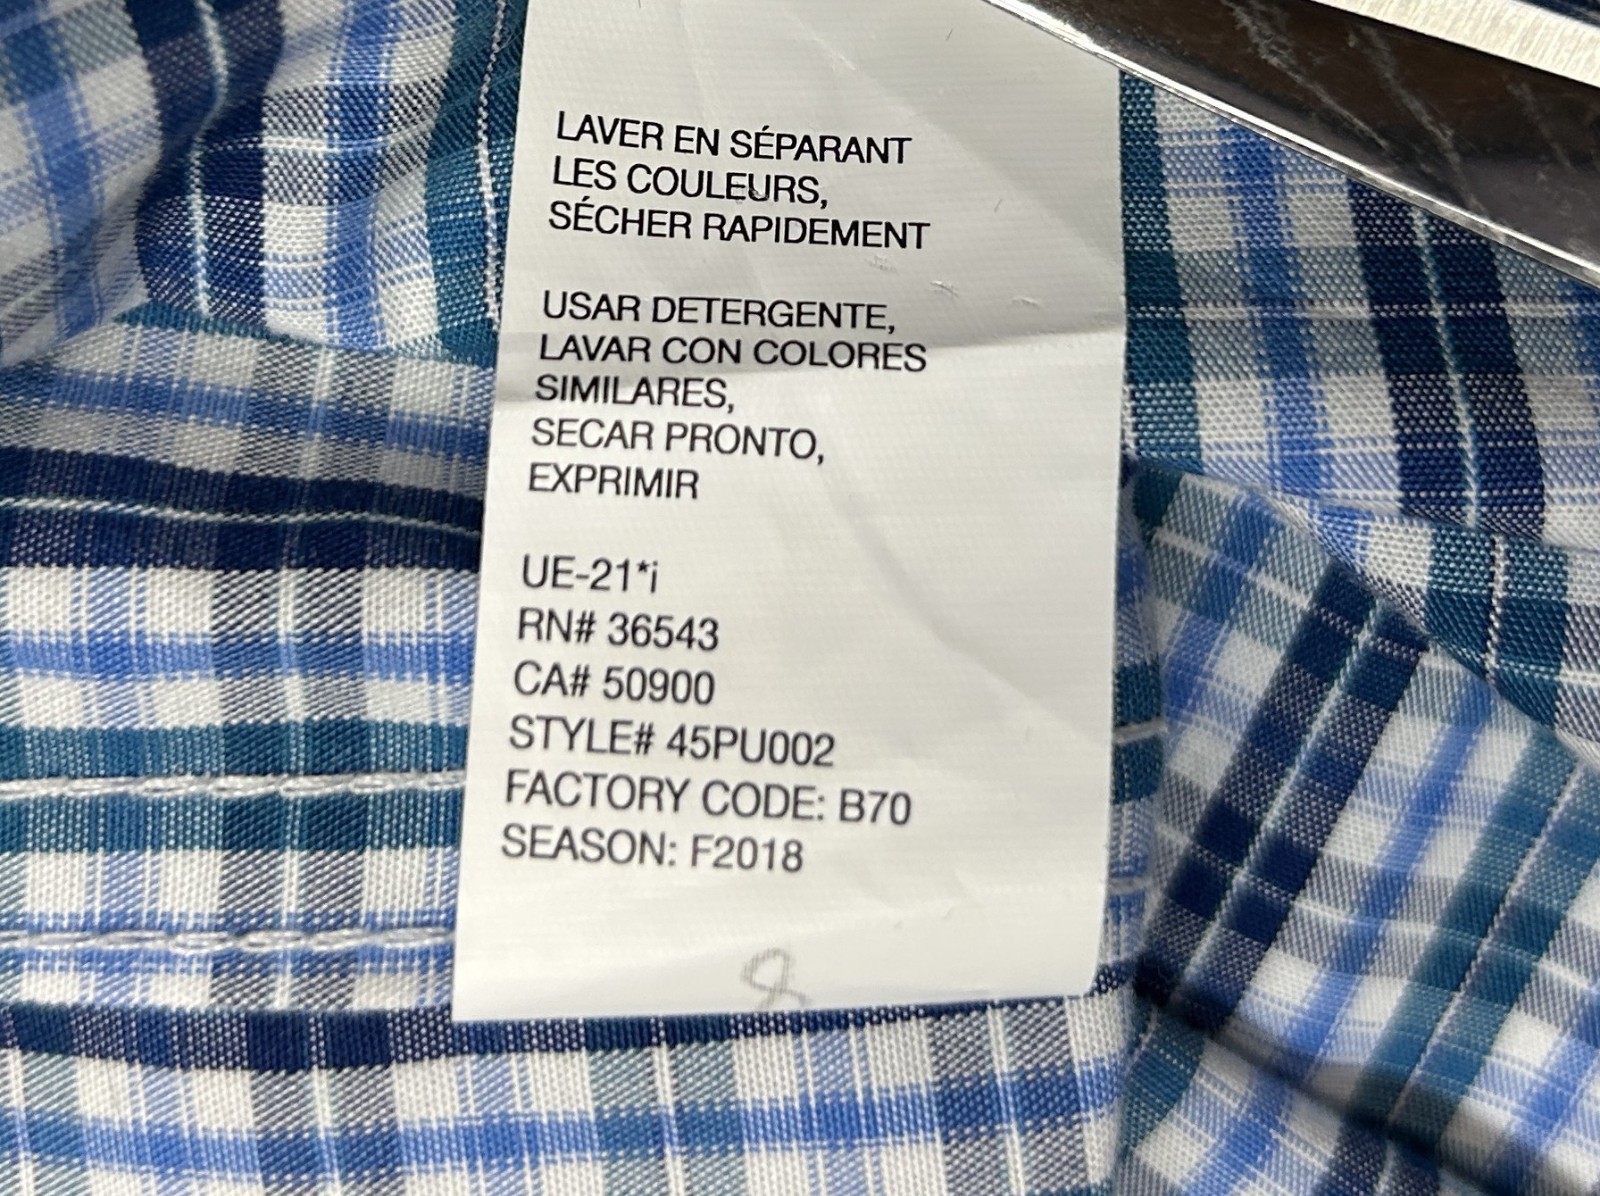 LAVER EN SÉPARANT
LES COULEURS,
SÉCHER RAPIDEMENT
USAR DETERGENTE,
LAVAR CON COLORES
SIMILARES,
SECAR PRONTO,
EXPRIMIR
UE-21*i
RN# 36543
CA# 50900
STYLE# 45PU002
FACTORY CODE: B70
SEASON: F2018
8